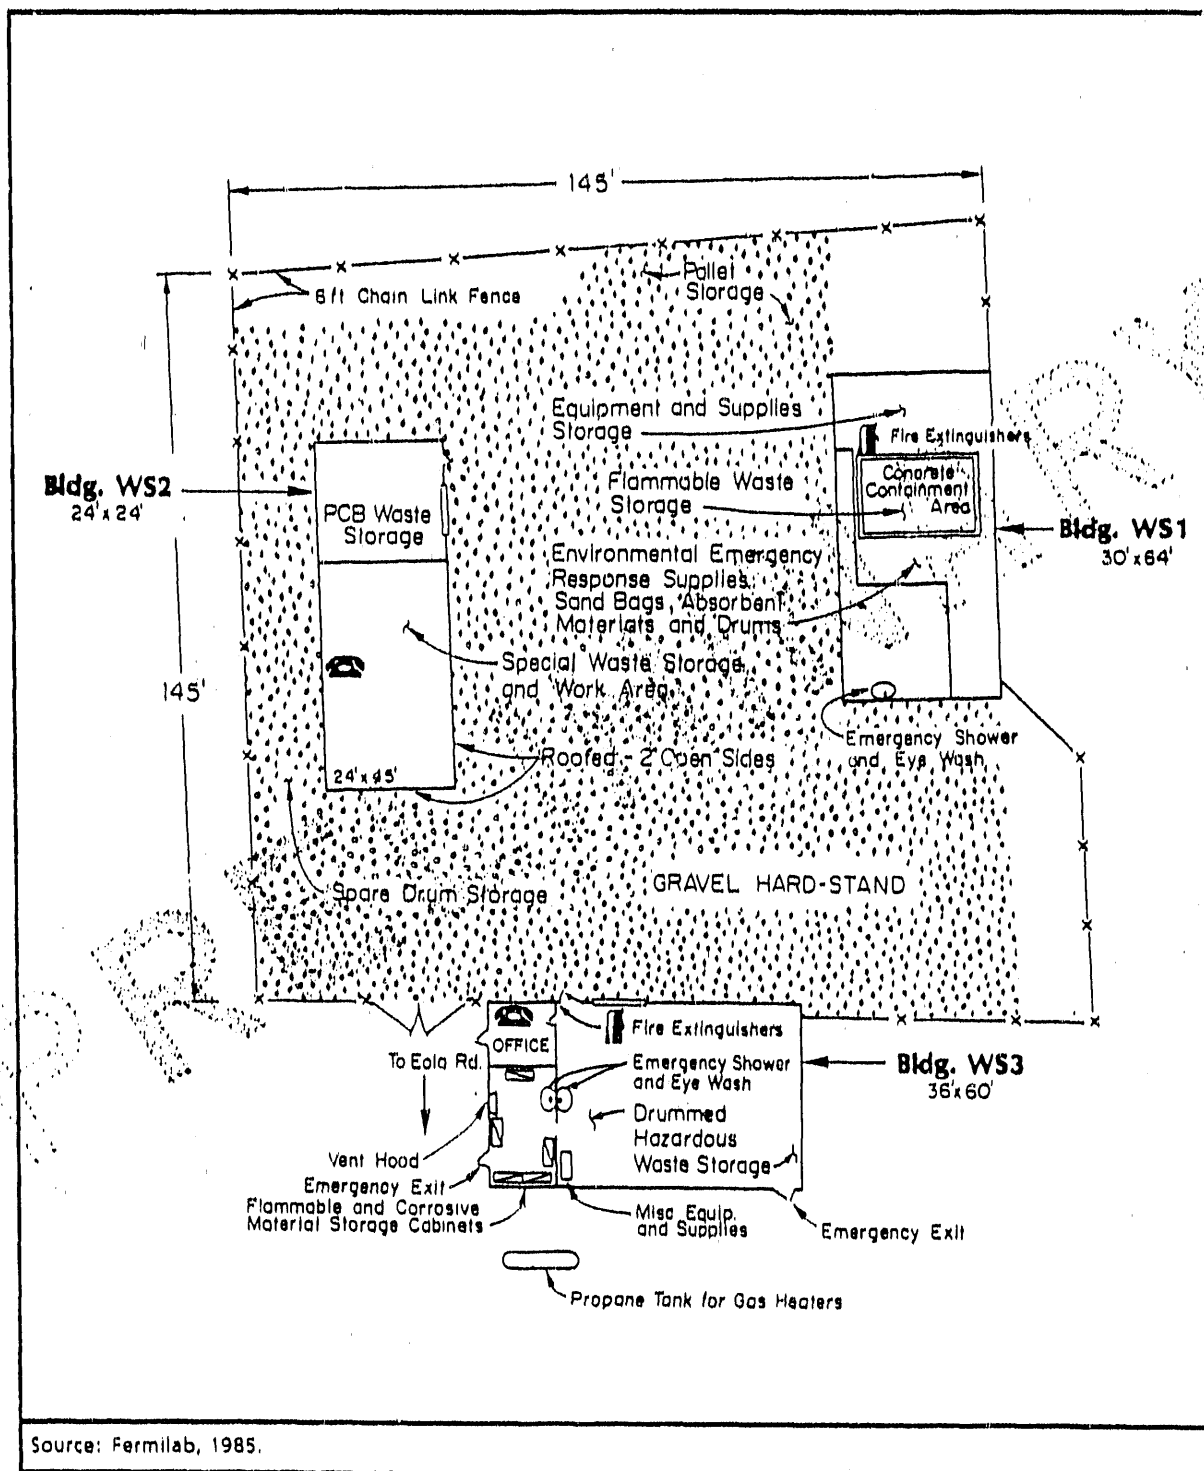 145'
6ft Chain Link Fence
Pallet
Storage
Equipment and Supplies
Storage
Fire Extinguishers
Bldg. WS2
24'x 24'
PCB Waste
Storage
Flammable Waste
Storage
Concrete
Containment
Area
Bldg. WS1
30'x 64'
Environmental Emergency
Response Supplies:
Sand Bags, Absorbent
Materials and Drums
Special Waste Storage
and Work Area
145'
Emergency Shower
and Eye Wash
Roofed - 2 Open Sides
24'x 45'
Spare Drum Storage
GRAVEL HARD-STAND
OFFICE
Fire Extinguishers
To Eola Rd.
Emergency Shower
and Eye Wash
Bldg. WS3
36'x 60'
Drummed
Hazardous
Waste Storage
Vent Hood
Emergency Exit
Flammable and Corrosive
Material Storage Cabinets
Misc Equip.
and Supplies
Emergency Exit
Propane Tank for Gas Heaters
Source: Fermilab, 1985.